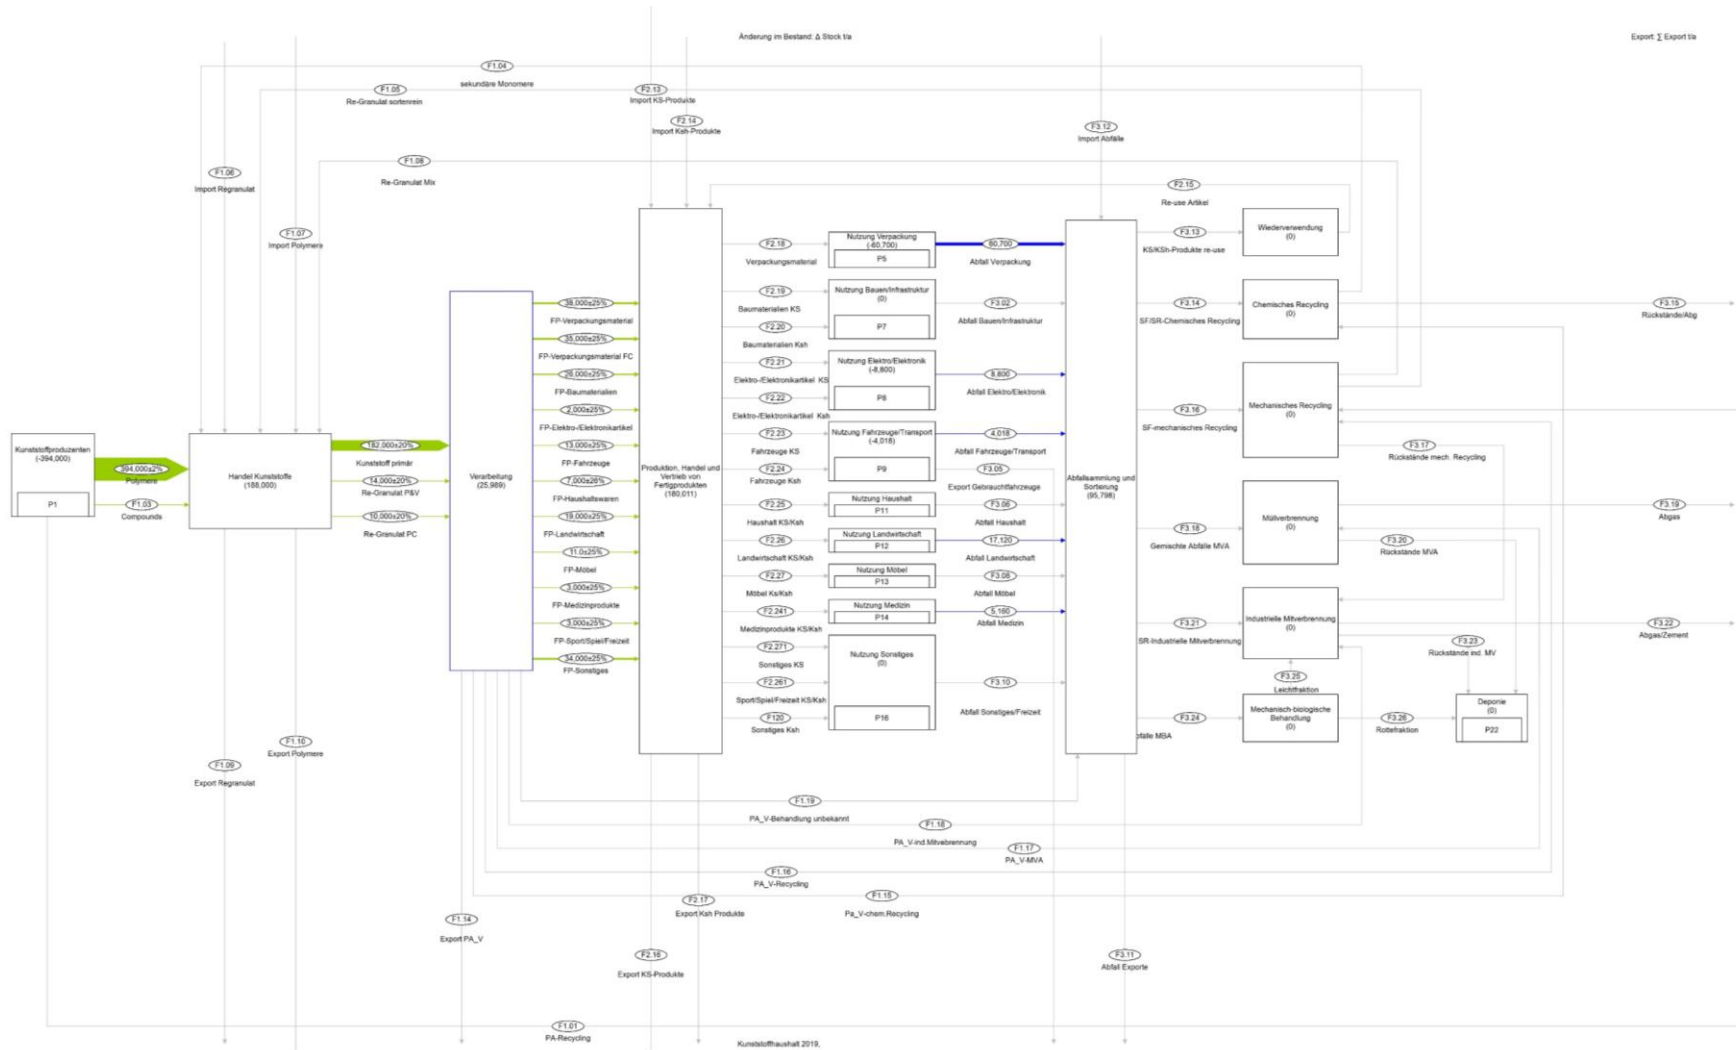 Änderung im Bestand: Δ Stock t/a
Export: ∑ Export t/a
F1.04
sekundäre Monomere
F1.05
Re-Granulat sortenrein
F2.13
Import KS-Produkte
F2.14
Import Ksh-Produkte
F3.12
Import Abfälle
F1.08
Re-Granulat Mix
F1.06
Import Regranulat
F1.07
Import Polymere
F2.15
Re-use Artikel
Kunststoffproduzenten
(-394,000)
P1
394,000±2%
Polymere
F1.03
Compounds
Handel Kunststoffe
(188,000)
182,000±20%
Kunststoff primär
14,000±20%
Re-Granulat P&V
10,000±20%
Re-Granulat PC
Verarbeitung
(25,989)
38,000±25%
FP-Verpackungsmaterial
35,000±25%
FP-Verpackungsmaterial FC
26,000±25%
FP-Baumaterialien
2,000±25%
FP-Elektro-/Elektronikartikel
13,000±25%
FP-Fahrzeuge
7,000±26%
FP-Haushaltswaren
19,000±25%
FP-Landwirtschaft
11.0±25%
FP-Möbel
3,000±25%
FP-Medizinprodukte
3,000±25%
FP-Sport/Spiel/Freizeit
34,000±25%
FP-Sonstiges
Produktion, Handel und
Vertrieb von
Fertigprodukten
(180,011)
F2.18
Verpackungsmaterial
F2.19
Baumaterialien KS
F2.20
Baumaterialien Ksh
F2.21
Elektro-/Elektronikartikel KS
F2.22
Elektro-/Elektronikartikel Ksh
F2.23
Fahrzeuge KS
F2.24
Fahrzeuge Ksh
F2.25
Haushalt KS/Ksh
F2.26
Landwirtschaft KS/Ksh
F2.27
Möbel Ks/Ksh
F2.241
Medizinprodukte KS/Ksh
F2.271
Sonstiges KS
F2.261
Sport/Spiel/Freizeit KS/Ksh
F120
Sonstiges Ksh
Nutzung Verpackung
(-60,700)
P5
Nutzung Bauen/Infrastruktur
(0)
P7
Nutzung Elektro/Elektronik
(-8,800)
P8
Nutzung Fahrzeuge/Transport
(-4,018)
P9
Nutzung Haushalt
P11
Nutzung Landwirtschaft
P12
Nutzung Möbel
P13
Nutzung Medizin
P14
Nutzung Sonstiges
(0)
P16
60,700
Abfall Verpackung
F3.02
Abfall Bauen/Infrastruktur
8,800
Abfall Elektro/Elektronik
4,018
Abfall Fahrzeuge/Transport
F3.05
Export Gebrauchtfahrzeuge
F3.06
Abfall Haushalt
17,120
Abfall Landwirtschaft
F3.08
Abfall Möbel
5,160
Abfall Medizin
F3.10
Abfall Sonstiges/Freizeit
Abfallsammlung und
Sortierung
(95,798)
F3.13
KS/KSh-Produkte re-use
F3.14
SF/SR-Chemisches Recycling
F3.16
SF-mechanisches Recycling
F3.18
Gemischte Abfälle MVA
F3.21
SR-Industrielle Mitverbrennung
F3.24
fälle MBA
Wiederverwendung
(0)
Chemisches Recycling
(0)
Mechanisches Recycling
(0)
Müllverbrennung
(0)
Industrielle Mitverbrennung
(0)
F3.25
Leichtfraktion
Mechanisch-biologische
Behandlung
(0)
F3.15
Rückstände/Abg
F3.17
Rückstände mech. Recycling
F3.19
Abgas
F3.20
Rückstände MVA
F3.22
Abgas/Zement
F3.23
Rückstände ind. MV
F3.26
Rottefraktion
Deponie
(0)
P22
F1.10
Export Polymere
F1.09
Export Regranulat
F1.19
PA_V-Behandlung unbekannt
F1.18
PA_V-ind.Mitvebrennung
F1.17
PA_V-MVA
F1.16
PA_V-Recycling
F1.15
Pa_V-chem.Recycling
F1.14
Export PA_V
F2.17
Export Ksh Produkte
F2.16
Export KS-Produkte
F3.11
Abfall Exporte
F1.01
PA-Recycling
Kunststoffhaushalt 2019,